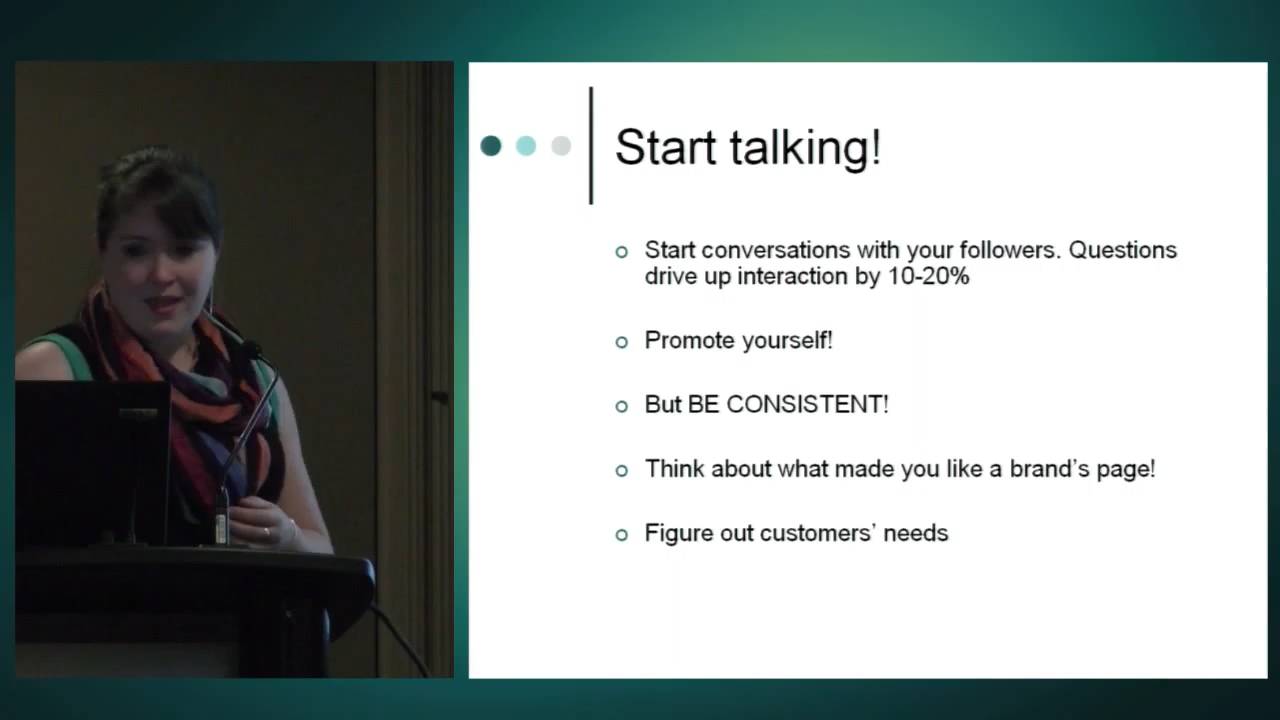 Start talking!
Start conversations with your followers. Questions
drive up interaction by 10-20%
Promote yourself!
But BE CONSISTENT!
Think about what made you like a brand’s page!
Figure out customers’ needs